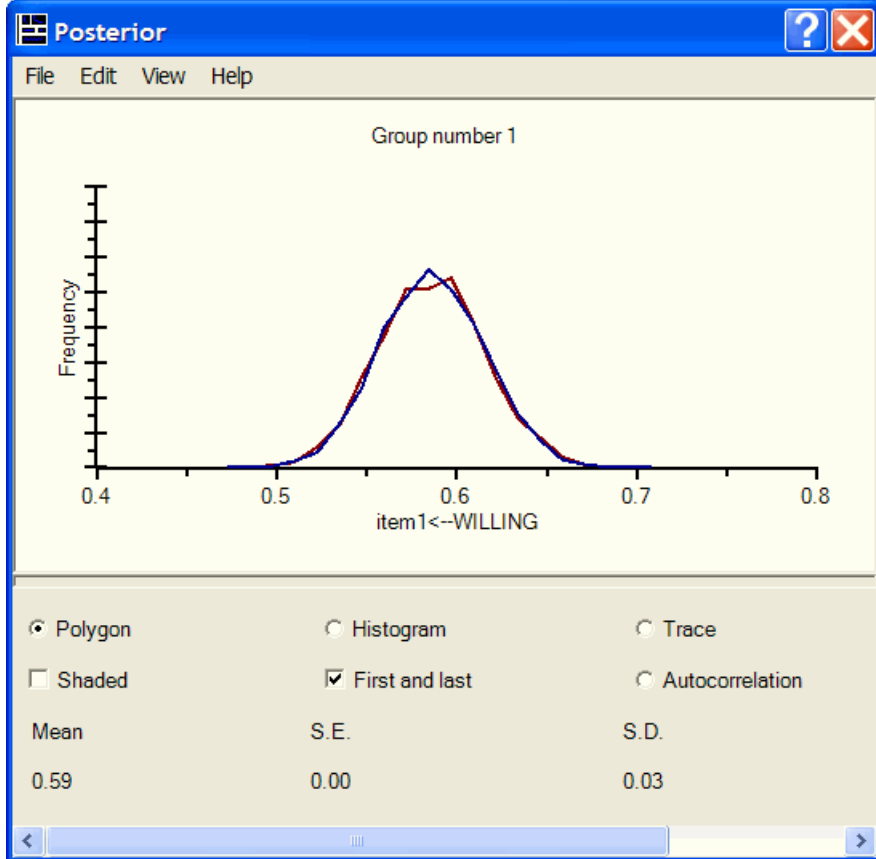 Posterior
File Edit View Help
Group number 1
Frequency
0.4 0.5 0.6 0.7 0.8
item1<--WILLING
Polygon Histogram Trace
Shaded First and last Autocorrelation
Mean S.E. S.D.
0.59 0.00 0.03